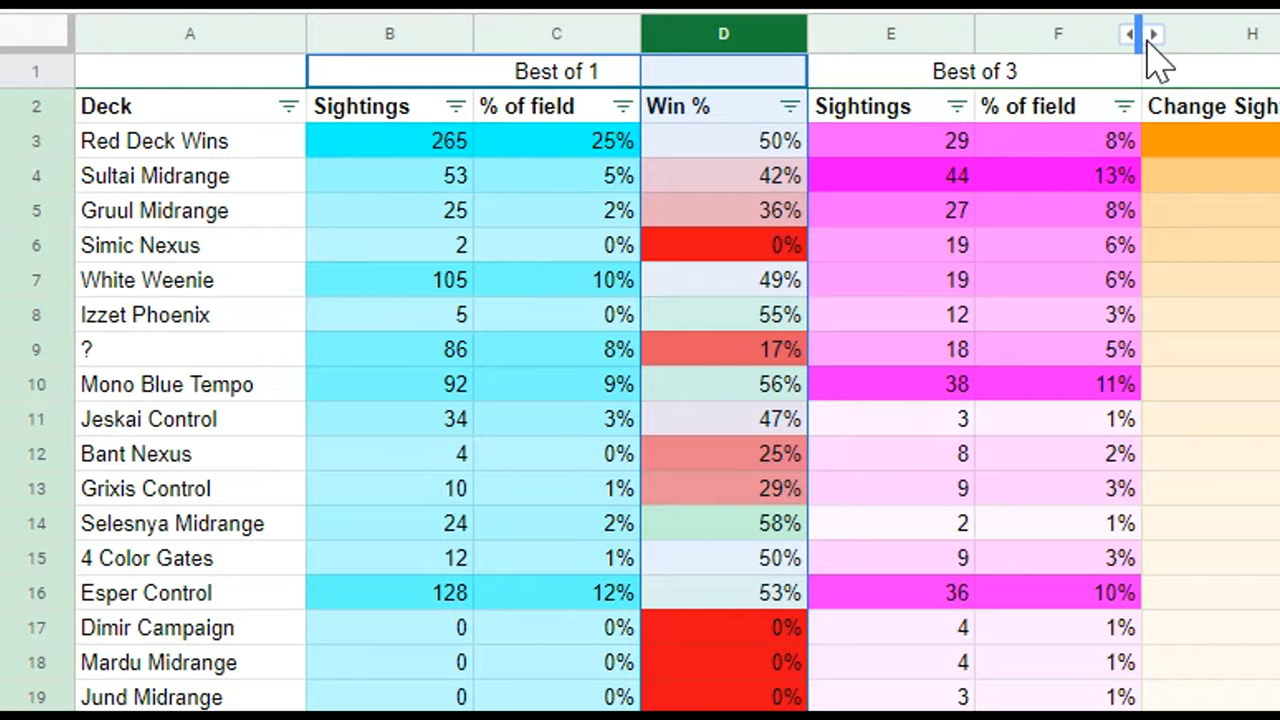 A B C D E F H
1 Best of 1 Best of 3
2 Deck Sightings % of field Win % Sightings % of field Change Sigh
3 Red Deck Wins 265 25% 50% 29 8%
4 Sultai Midrange 53 5% 42% 44 13%
5 Gruul Midrange 25 2% 36% 27 8%
6 Simic Nexus 2 0% 0% 19 6%
7 White Weenie 105 10% 49% 19 6%
8 Izzet Phoenix 5 0% 55% 12 3%
9 ? 86 8% 17% 18 5%
10 Mono Blue Tempo 92 9% 56% 38 11%
11 Jeskai Control 34 3% 47% 3 1%
12 Bant Nexus 4 0% 25% 8 2%
13 Grixis Control 10 1% 29% 9 3%
14 Selesnya Midrange 24 2% 58% 2 1%
15 4 Color Gates 12 1% 50% 9 3%
16 Esper Control 128 12% 53% 36 10%
17 Dimir Campaign 0 0% 0% 4 1%
18 Mardu Midrange 0 0% 0% 4 1%
19 Jund Midrange 0 0% 0% 3 1%